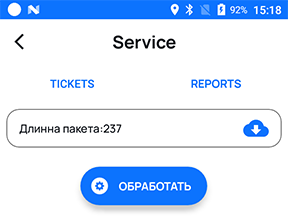 92% 15:18
Service
TICKETS REPORTS
Длинна пакета:237
ОБРАБОТАТЬ